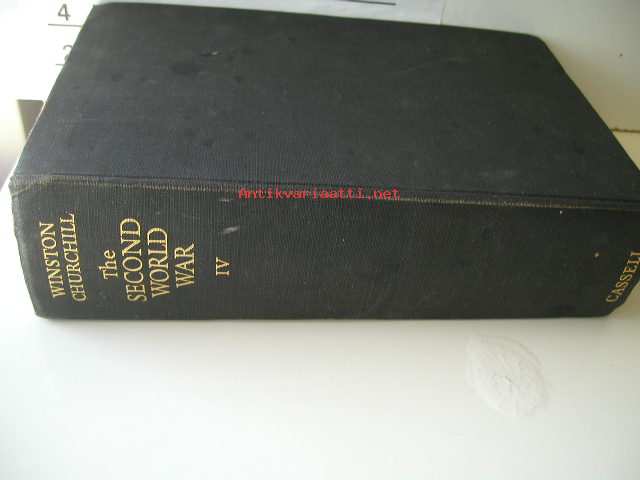 WINSTON
CHURCHILL
The
SECOND
WORLD
WAR
IV
CASSELL
Antikvariaatti.net
4